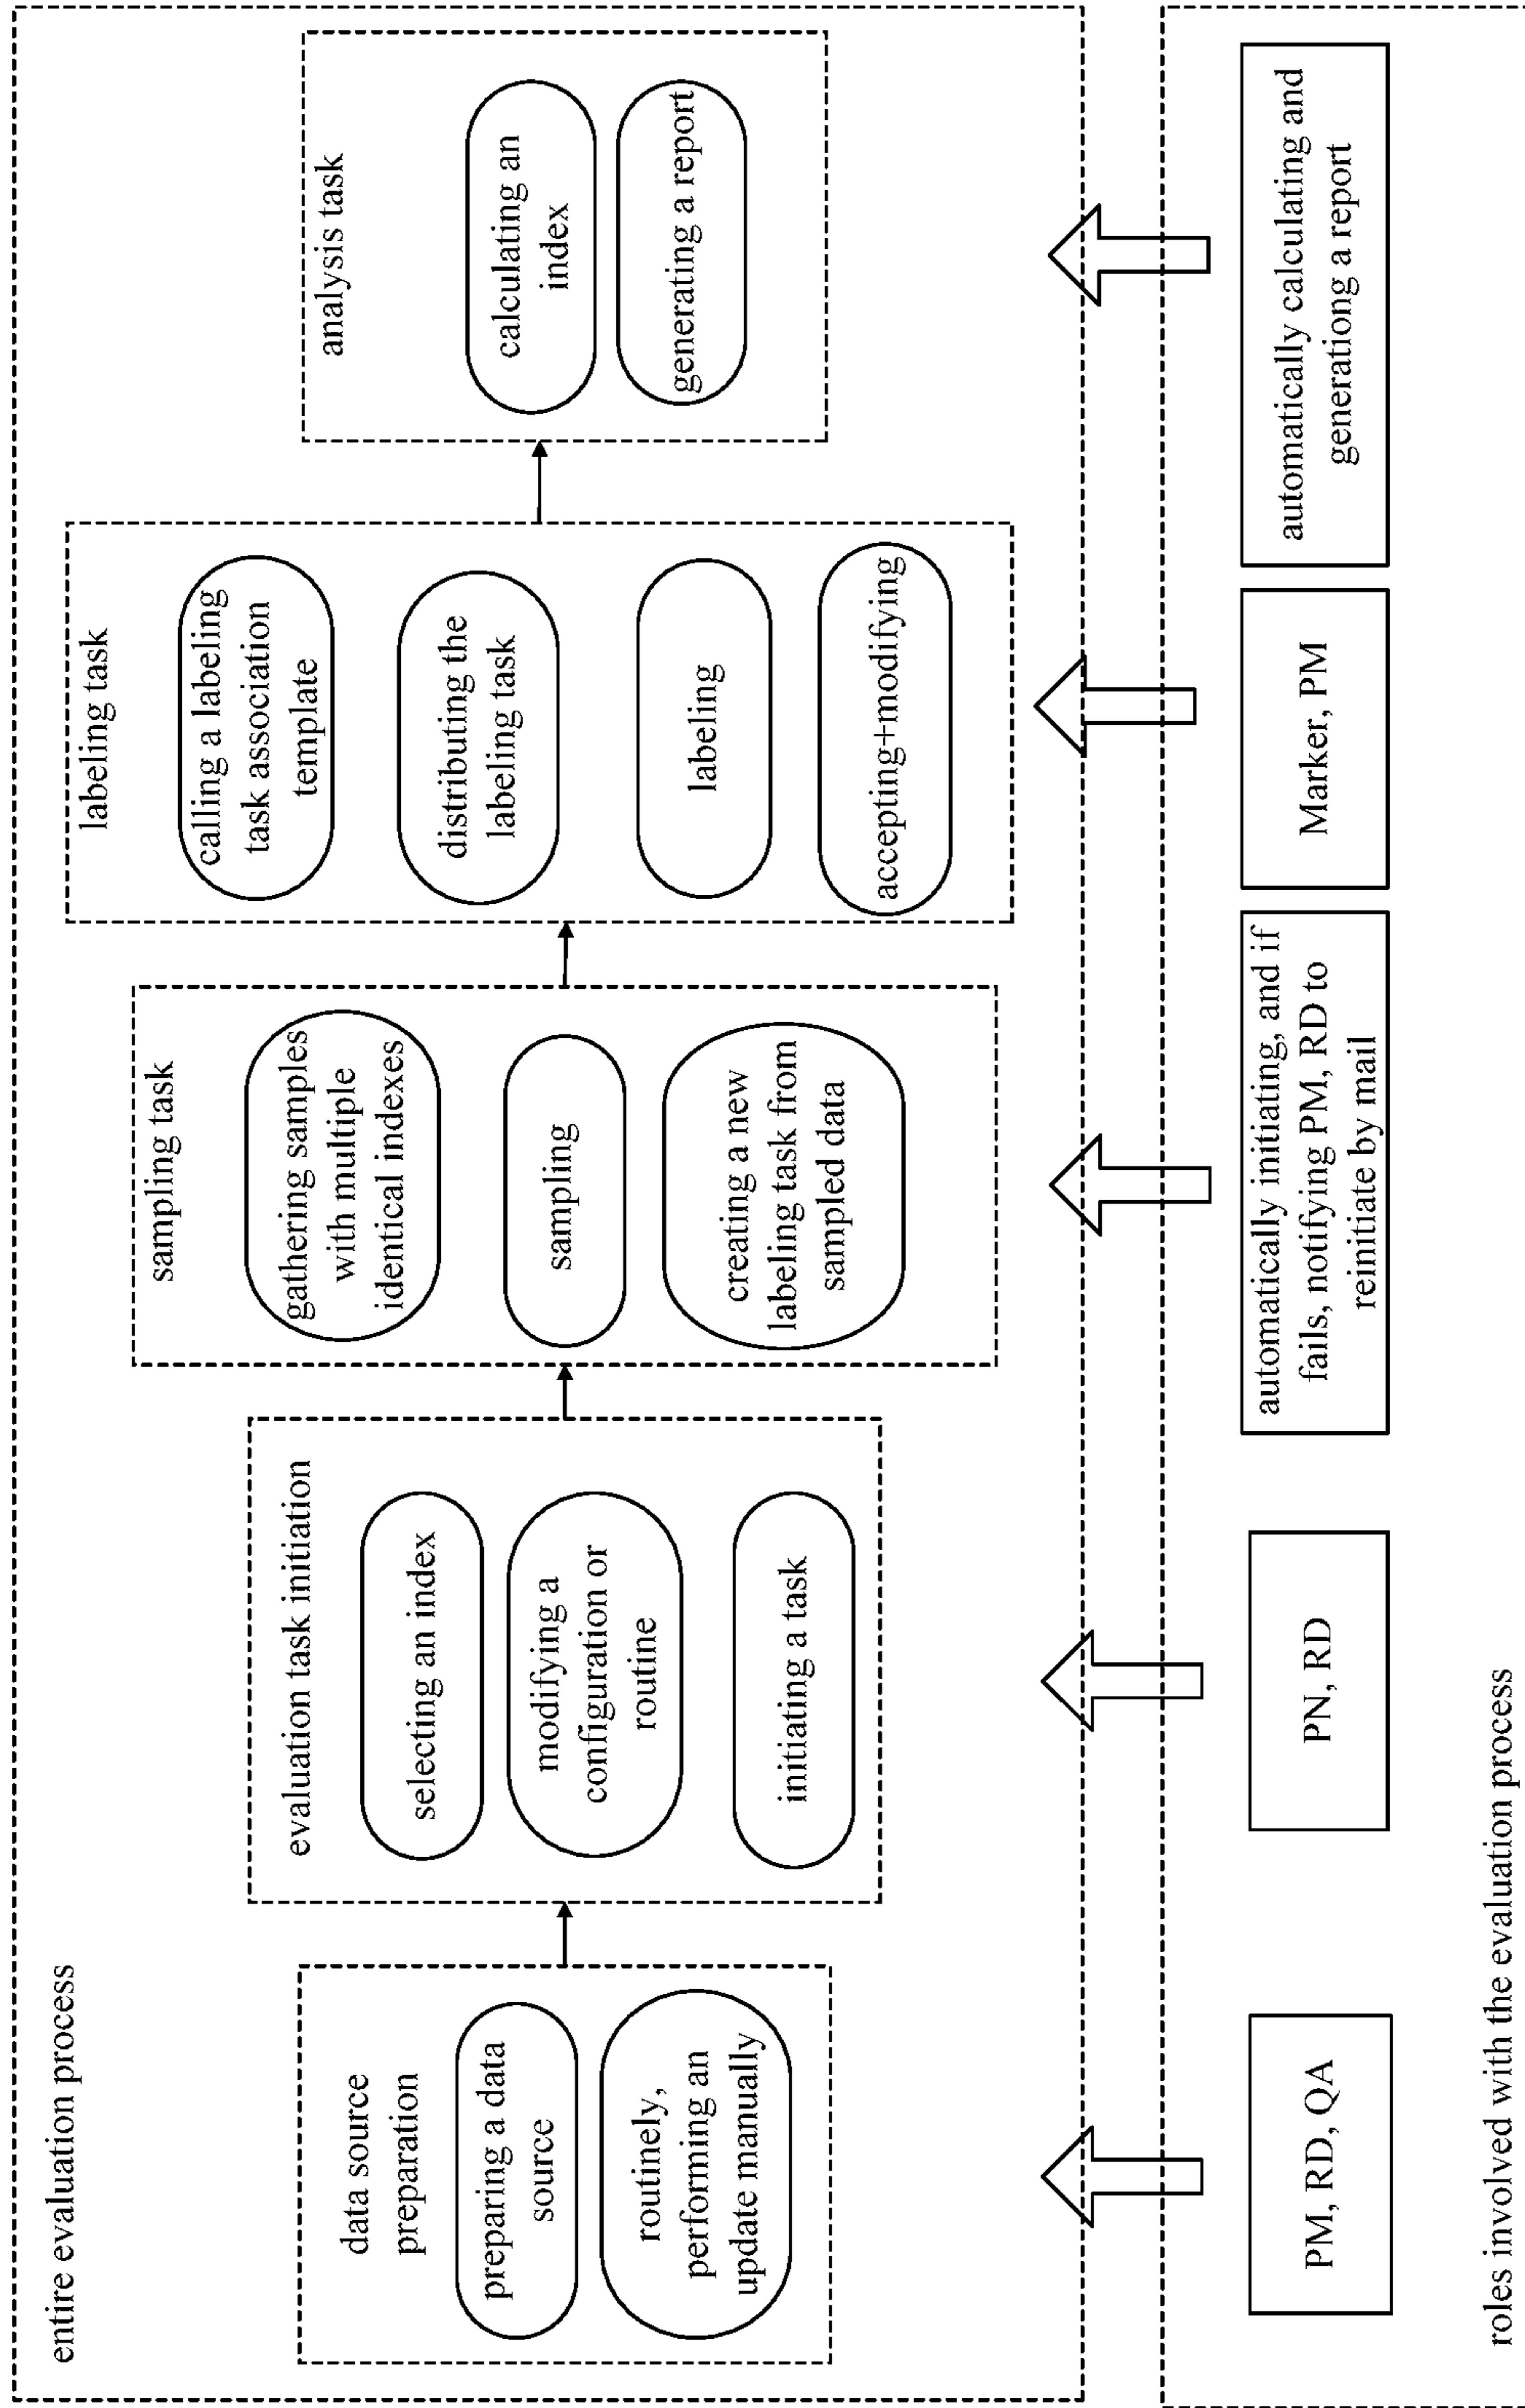 entire evaluation process
data source
preparation
preparing a data
source
routinely,
performing an
update manually
evaluation task initiation
selecting an index
modifying a
configuration or
routine
initiating a task
sampling task
gathering samples
with multiple
identical indexes
sampling
creating a new
labeling task from
sampled data
labeling task
calling a labeling
task association
template
distributing the
labeling task
labeling
accepting+modifying
analysis task
calculating an
index
generating a report
PM, RD, QA
PN, RD
automatically initiating, and if
fails, notifying PM, RD to
reinitiate by mail
Marker, PM
automatically calculating and
generationg a report
roles involved with the evaluation process